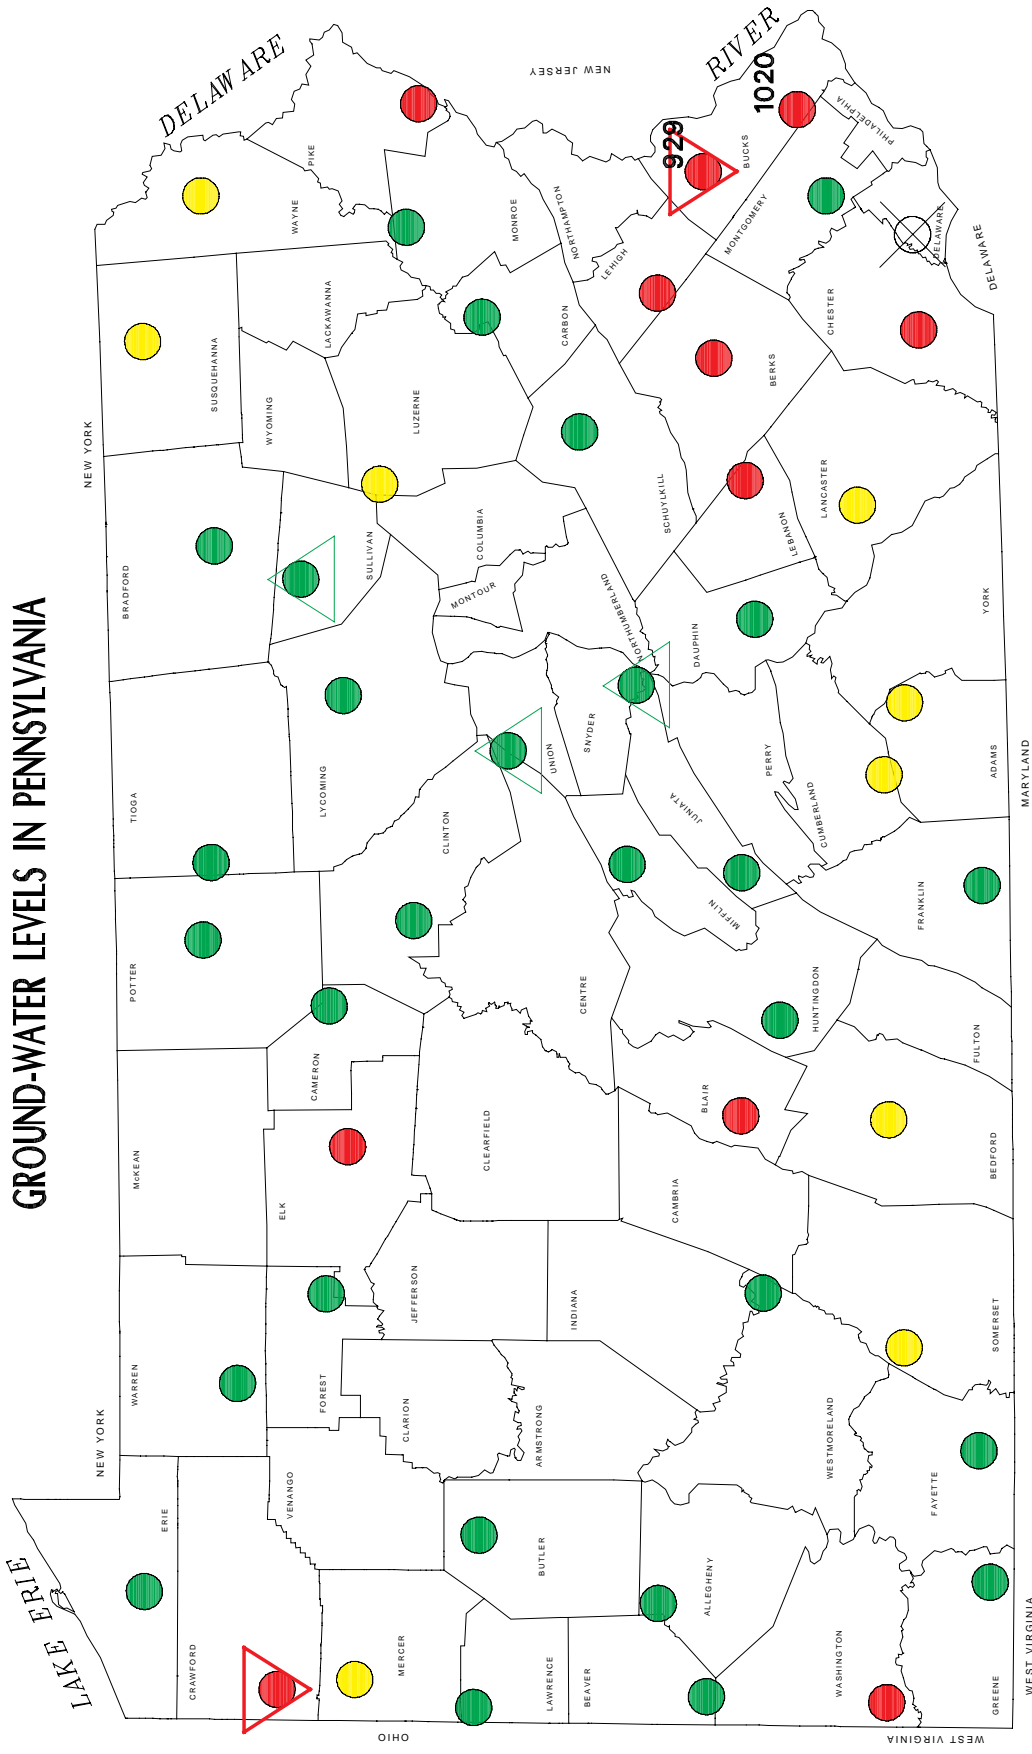 GROUND-WATER LEVELS IN PENNSYLVANIA
LAKE ERIE
NEW YORK
NEW YORK
DELAWARE
RIVER
NEW JERSEY
929
1020
ERIE
WARREN
McKEAN
POTTER
TIOGA
BRADFORD
SUSQUEHANNA
WAYNE
PIKE
CRAWFORD
VENANGO
FOREST
ELK
CAMERON
LYCOMING
SULLIVAN
WYOMING
LACKAWANNA
MERCER
CLARION
JEFFERSON
CLEARFIELD
CLINTON
MONTOUR
COLUMBIA
LUZERNE
MONROE
LAWRENCE
BUTLER
ARMSTRONG
INDIANA
CENTRE
UNION
SNYDER
NORTHUMBERLAND
SCHUYLKILL
CARBON
NORTHAMPTON
LEHIGH
BEAVER
ALLEGHENY
WESTMORELAND
CAMBRIA
BLAIR
HUNTINGDON
MIFFLIN
JUNIATA
PERRY
DAUPHIN
LEBANON
BERKS
MONTGOMERY
BUCKS
PHILADELPHIA
WASHINGTON
CUMBERLAND
LANCASTER
CHESTER
DELAWARE
DELAWARE
GREENE
FAYETTE
SOMERSET
BEDFORD
FULTON
FRANKLIN
ADAMS
YORK
OHIO
WEST VIRGINIA
WEST VIRGINIA
MARYLAND